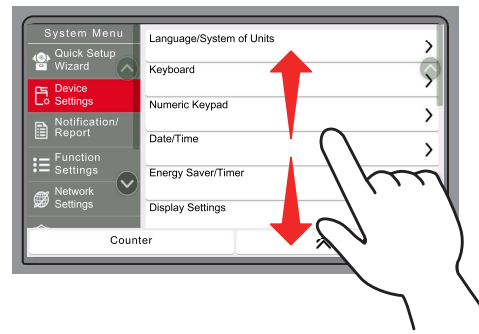 System Menu
Quick Setup
Wizard
Device
Settings
Notification/
Report
Function
Settings
Network
Settings
Language/System of Units
Keyboard
Numeric Keypad
Date/Time
Energy Saver/Timer
Display Settings
Counter